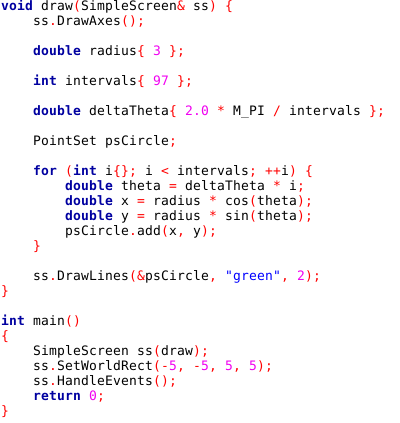 void draw(SimpleScreen& ss) {
    ss.DrawAxes();
    double radius{ 3 };
    int intervals{ 97 };
    double deltaTheta{ 2.0 * M_PI / intervals };
    PointSet psCircle;
    for (int i{}; i < intervals; ++i) {
        double theta = deltaTheta * i;
        double x = radius * cos(theta);
        double y = radius * sin(theta);
        psCircle.add(x, y);
    }
    ss.DrawLines(&psCircle, "green", 2);
}
int main()
{
    SimpleScreen ss(draw);
    ss.SetWorldRect(-5, -5, 5, 5);
    ss.HandleEvents();
    return 0;
}